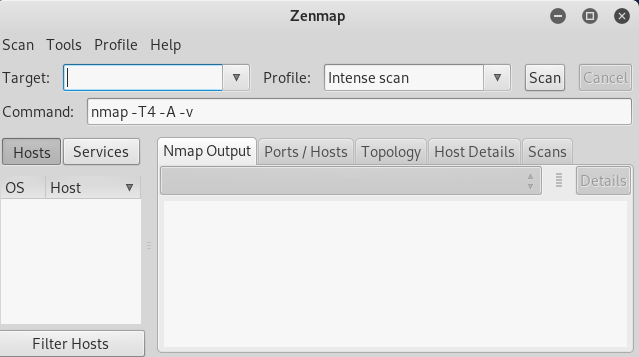 Zenmap
Scan Tools Profile Help
Target: Profile: Intense scan Scan Cancel
Command: nmap -T4 -A -v
Hosts Services Nmap Output Ports / Hosts Topology Host Details Scans
OS Host Details
Filter Hosts